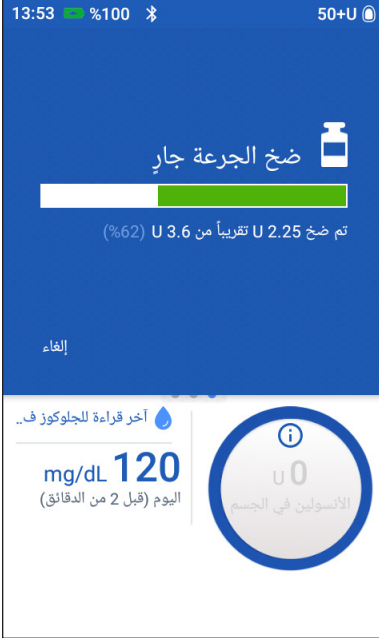 13:53 %100 50+U
ضخ الجرعة جارٍ
تم ضخ 2.25 U تقريباً من 3.6 U (62%)
إلغاء
آخر قراءة للجلوكوز ف..
120 mg/dL
اليوم (قبل 2 من الدقائق)
0 U
الأنسولين في الجسم